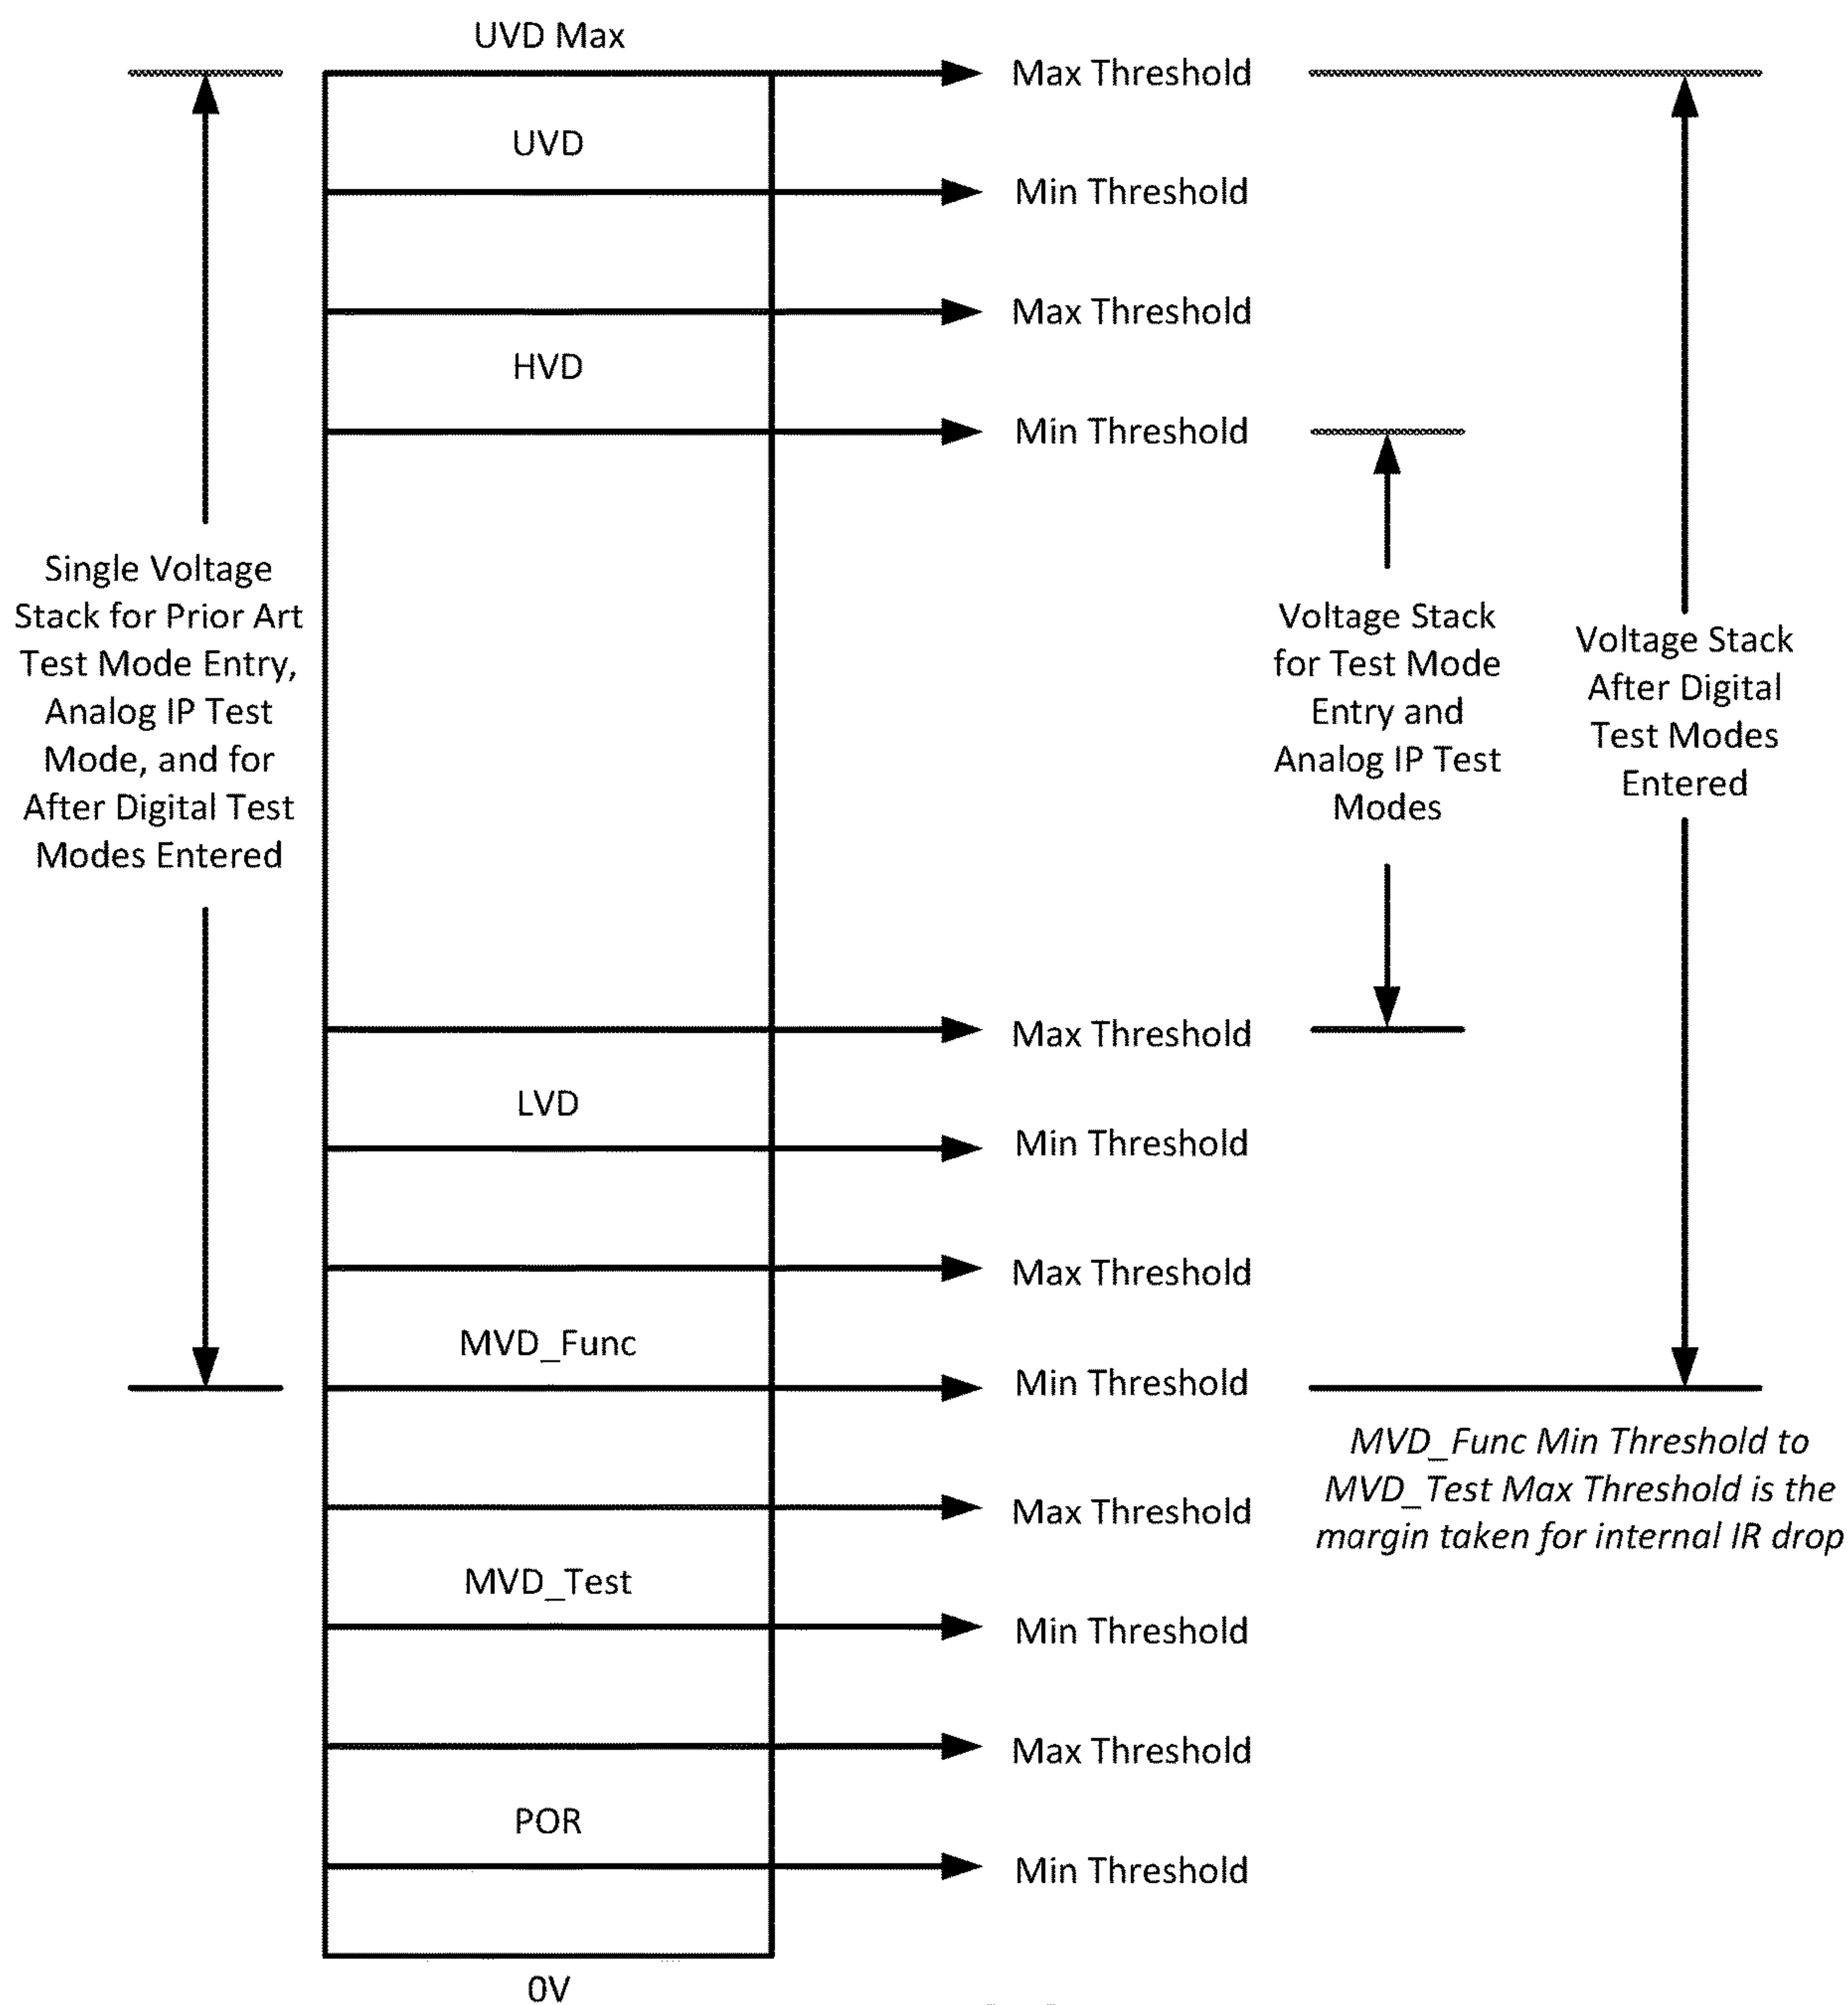 UVD Max
Max Threshold
UVD
Min Threshold
Max Threshold
HVD
Min Threshold
Single Voltage
Stack for Prior Art
Test Mode Entry,
Analog IP Test
Mode, and for
After Digital Test
Modes Entered
Voltage Stack
for Test Mode
Entry and
Analog IP Test
Modes
Voltage Stack
After Digital
Test Modes
Entered
Max Threshold
LVD
Min Threshold
Max Threshold
MVD_Func
Min Threshold
MVD_Func Min Threshold to
MVD_Test Max Threshold is the
margin taken for internal IR drop
Max Threshold
MVD_Test
Min Threshold
Max Threshold
POR
Min Threshold
0V